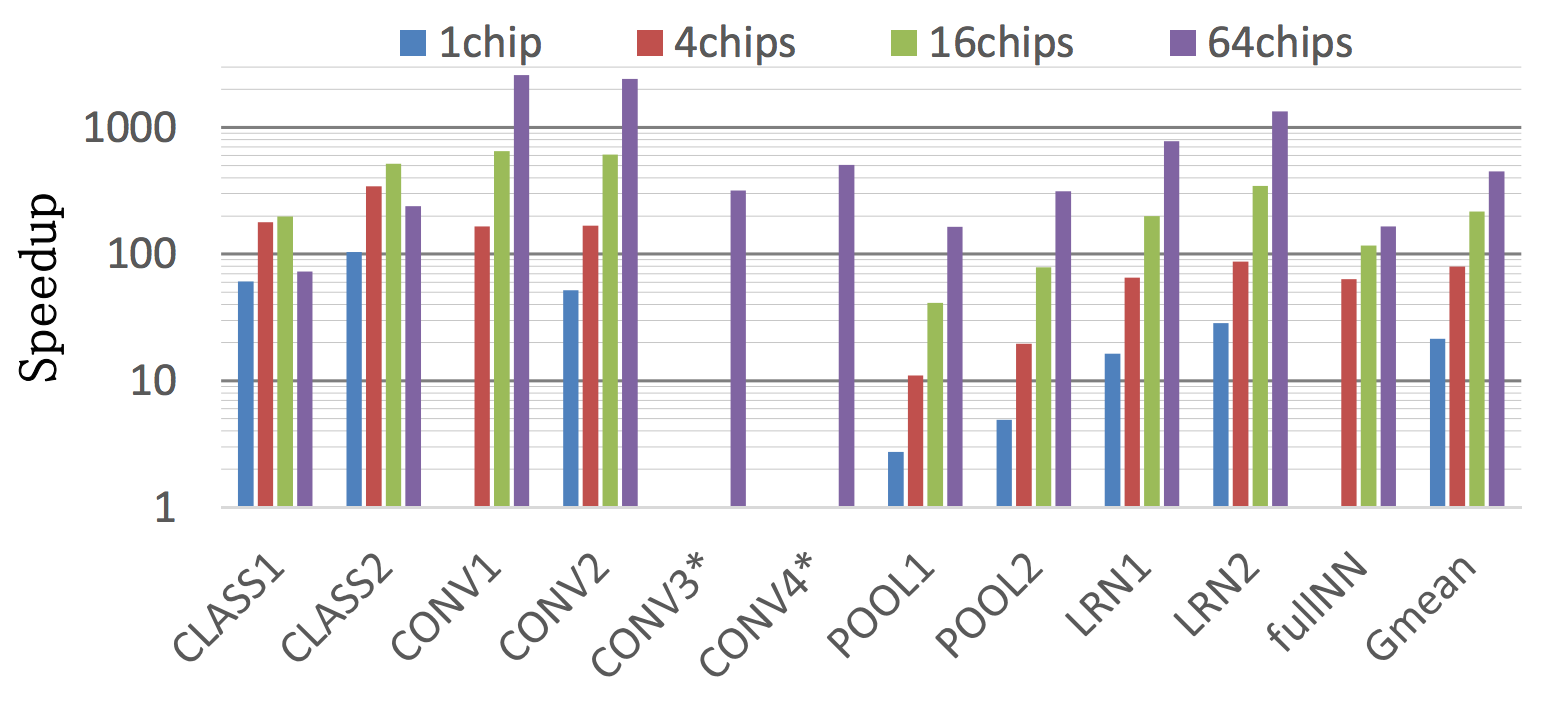 1chip 4chips 16chips 64chips
Speedup
1000
100
10
1
CLASS1 CLASS2 CONV1 CONV2 CONV3* CONV4* POOL1 POOL2 LRN1 LRN2 fullNN Gmean